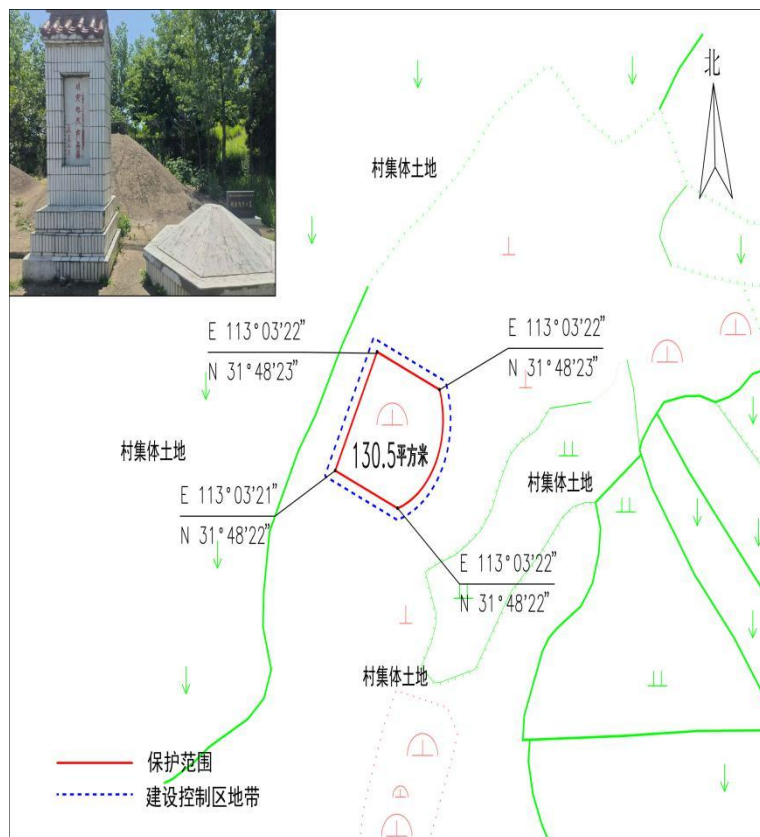 北
村集体土地
E 113°03'22"
N 31°48'23"
E 113°03'22"
N 31°48'23"
130.5平方米
村集体土地
村集体土地
E 113°03'21"
N 31°48'22"
E 113°03'22"
N 31°48'22"
村集体土地
保护范围
建设控制区地带